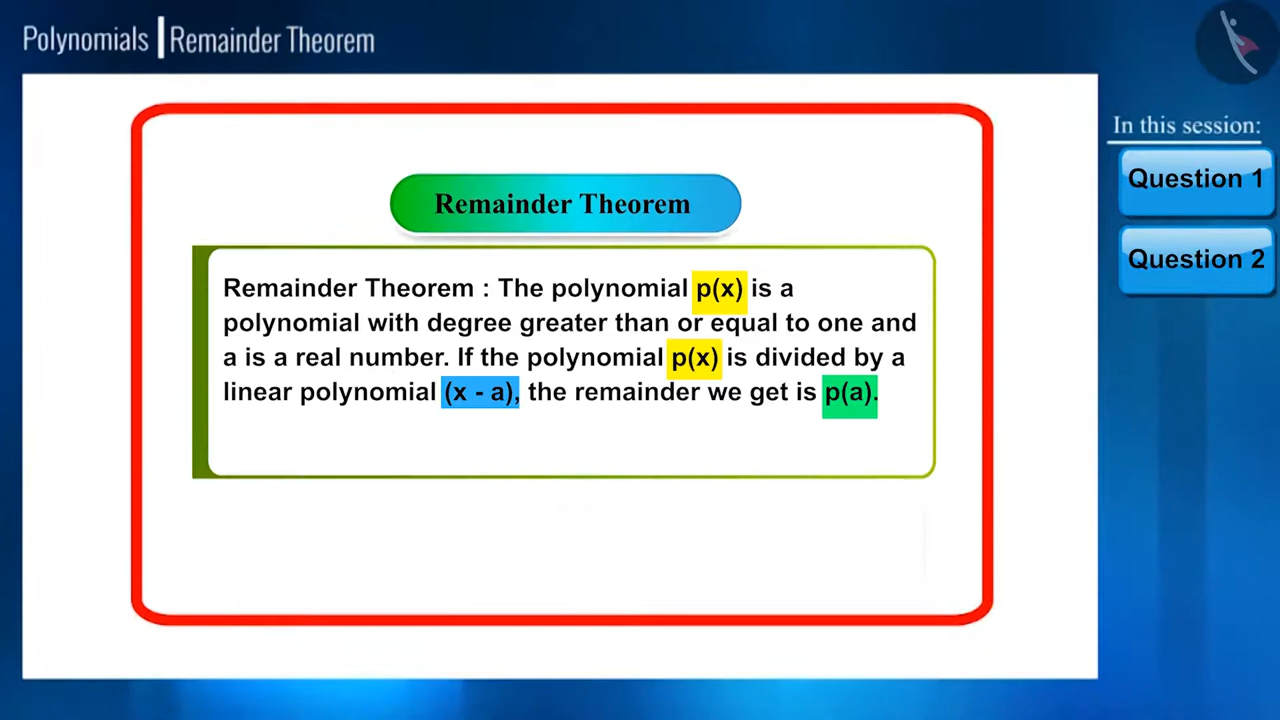 Polynomials | Remainder Theorem
In this session:
Question 1
Question 2
Remainder Theorem
Remainder Theorem : The polynomial p(x) is a
polynomial with degree greater than or equal to one and
a is a real number. If the polynomial p(x) is divided by a
linear polynomial (x - a), the remainder we get is p(a).